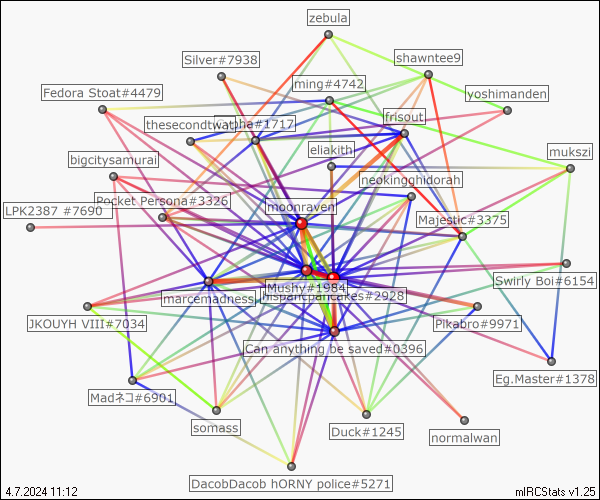 zebula
shawntee9
Silver#7938
ming#4742
Fedora Stoat#4479
yoshimanden
frisout
thesecondtwat
#1717
eliakith
mukszi
bigcitysamurai
neokingghidorah
Pocket Persona#3326
LPK2387 #7690
moonraven
Majestic#3375
Swirly Boi#6154
Mushy#1984
marcemadness
#2928
JKOUYH VIII#7034
Pikabro#9971
Can anything be saved#0396
Eg.Master#1378
Madネコ#6901
somass
Duck#1245
normalwan
DacobDacob hORNY police#5271
4.7.2024 11:12
mIRCStats v1.25